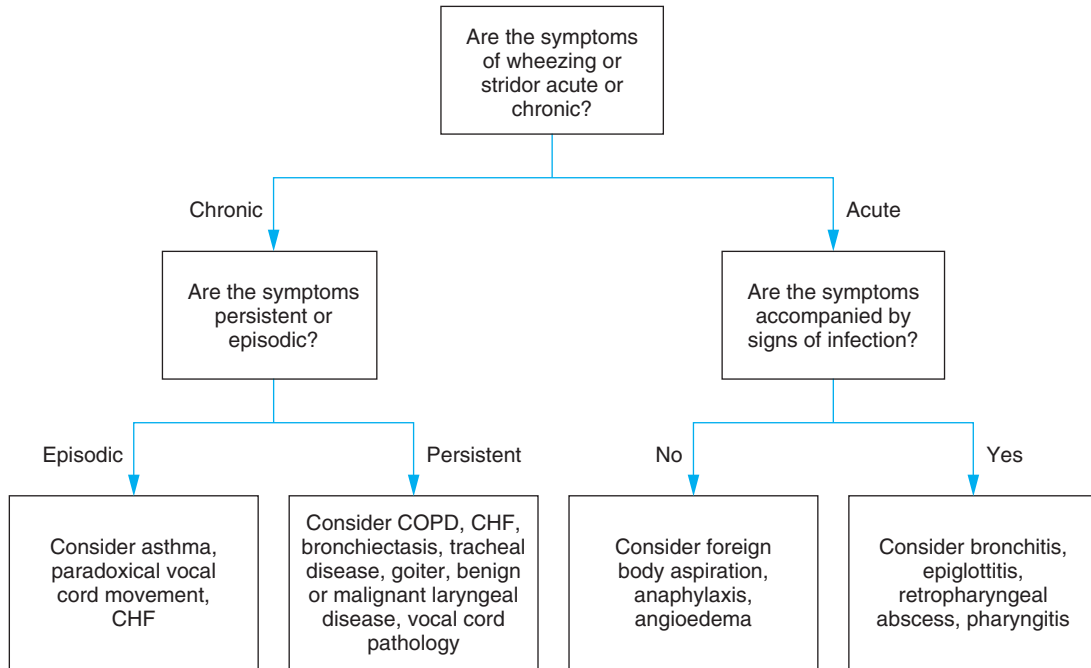 Are the symptoms
of wheezing or
stridor acute or
chronic?
Chronic
Acute
Are the symptoms
persistent or
episodic?
Are the symptoms
accompanied by
signs of infection?
Episodic
Persistent
No
Yes
Consider asthma,
paradoxical vocal
cord movement,
CHF
Consider COPD, CHF,
bronchiectasis, tracheal
disease, goiter, benign
or malignant laryngeal
disease, vocal cord
pathology
Consider foreign
body aspiration,
anaphylaxis,
angioedema
Consider bronchitis,
epiglottitis,
retropharyngeal
abscess, pharyngitis